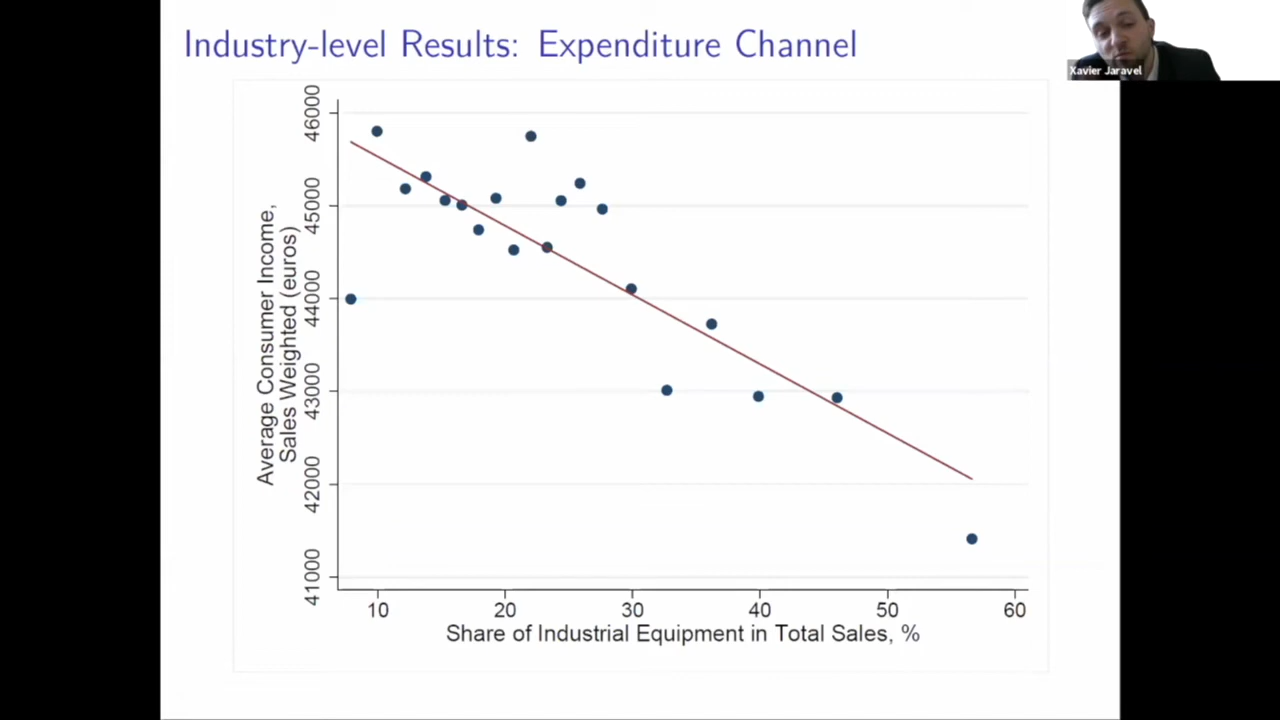 Industry-level Results: Expenditure Channel
Xavier Jaravel
Average Consumer Income,
Sales Weighted (euros)
46000
45000
44000
43000
42000
41000
10 20 30 40 50 60
Share of Industrial Equipment in Total Sales, %